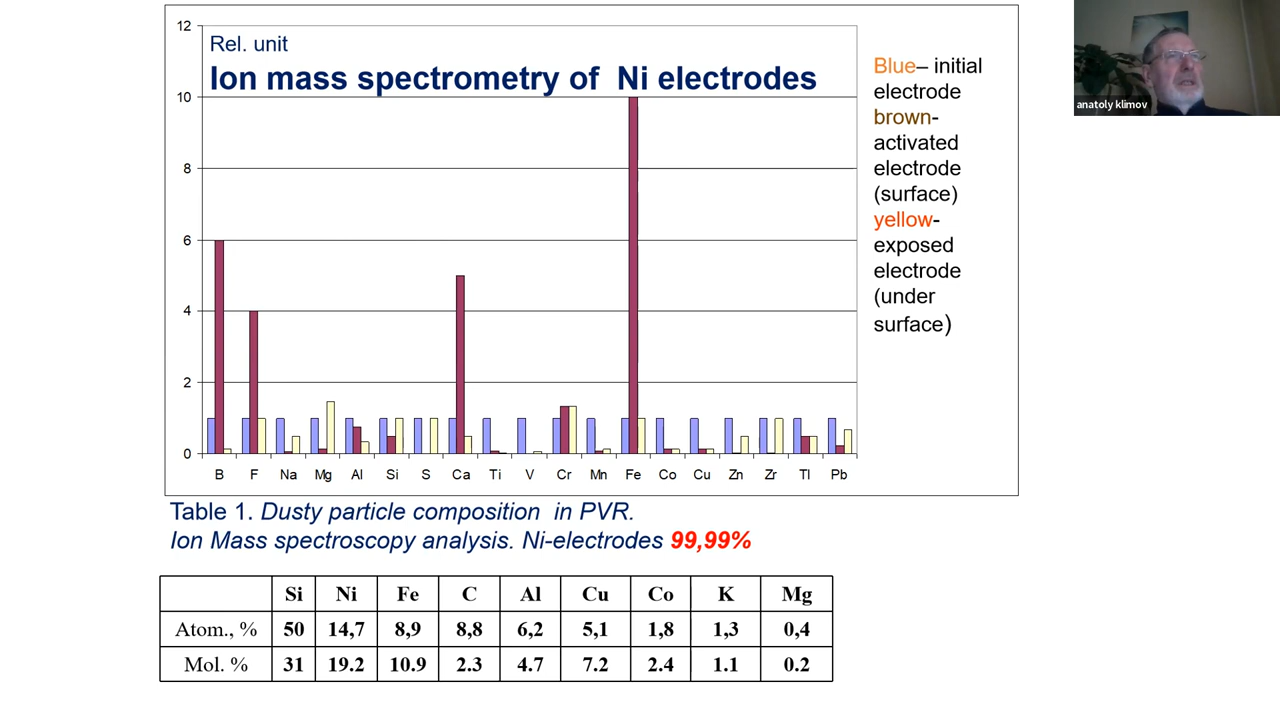 12
Rel. unit
Ion mass spectrometry of Ni electrodes
10
8
6
4
2
0
B F Na Mg Al Si S Ca Ti V Cr Mn Fe Co Cu Zn Zr Tl Pb
Blue– initial
electrode
brown-
activated
electrode
(surface)
yellow-
exposed
electrode
(under
surface)
anatoly klimov
Table 1. Dusty particle composition in PVR.
Ion Mass spectroscopy analysis. Ni-electrodes 99,99%
Si Ni Fe C Al Cu Co K Mg
Atom., % 50 14,7 8,9 8,8 6,2 5,1 1,8 1,3 0,4
Mol. % 31 19.2 10.9 2.3 4.7 7.2 2.4 1.1 0.2